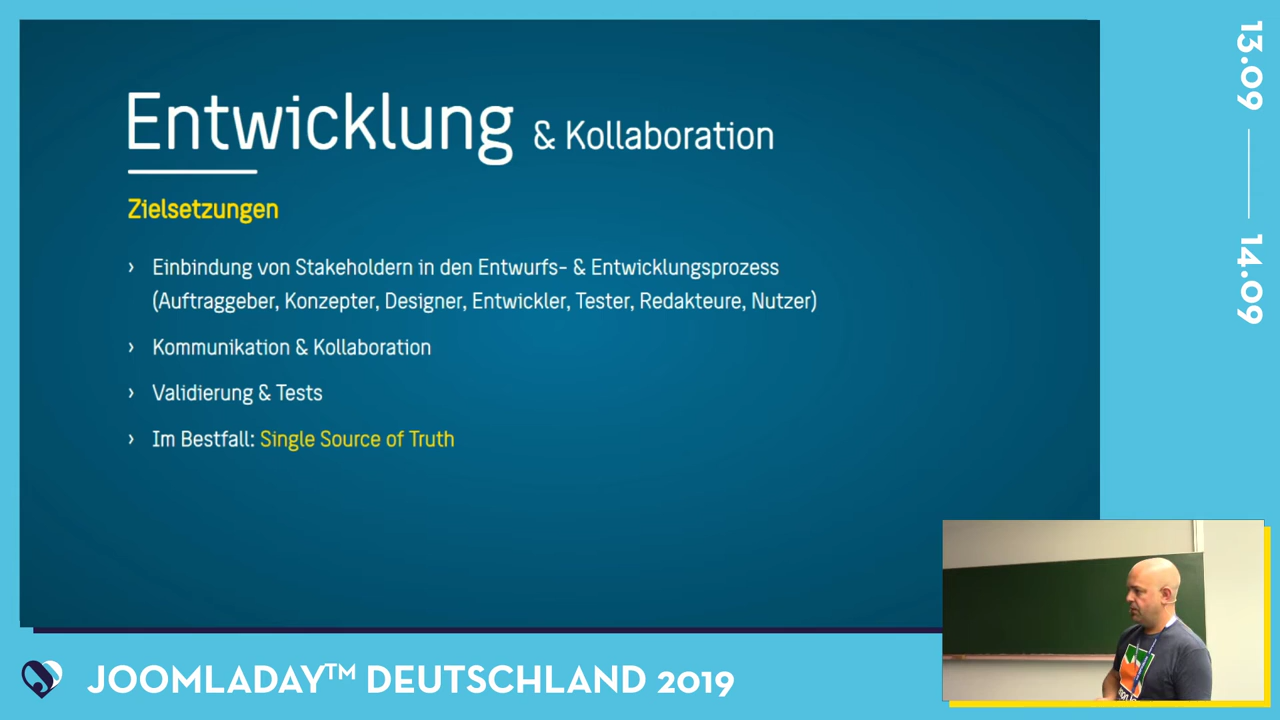 Entwicklung & Kollaboration
Zielsetzungen
› Einbindung von Stakeholdern in den Entwurfs- & Entwicklungsprozess
(Auftraggeber, Konzepter, Designer, Entwickler, Tester, Redakteure, Nutzer)
› Kommunikation & Kollaboration
› Validierung & Tests
› Im Bestfall: Single Source of Truth
13.09
14.09
JOOMLADAY™ DEUTSCHLAND 2019